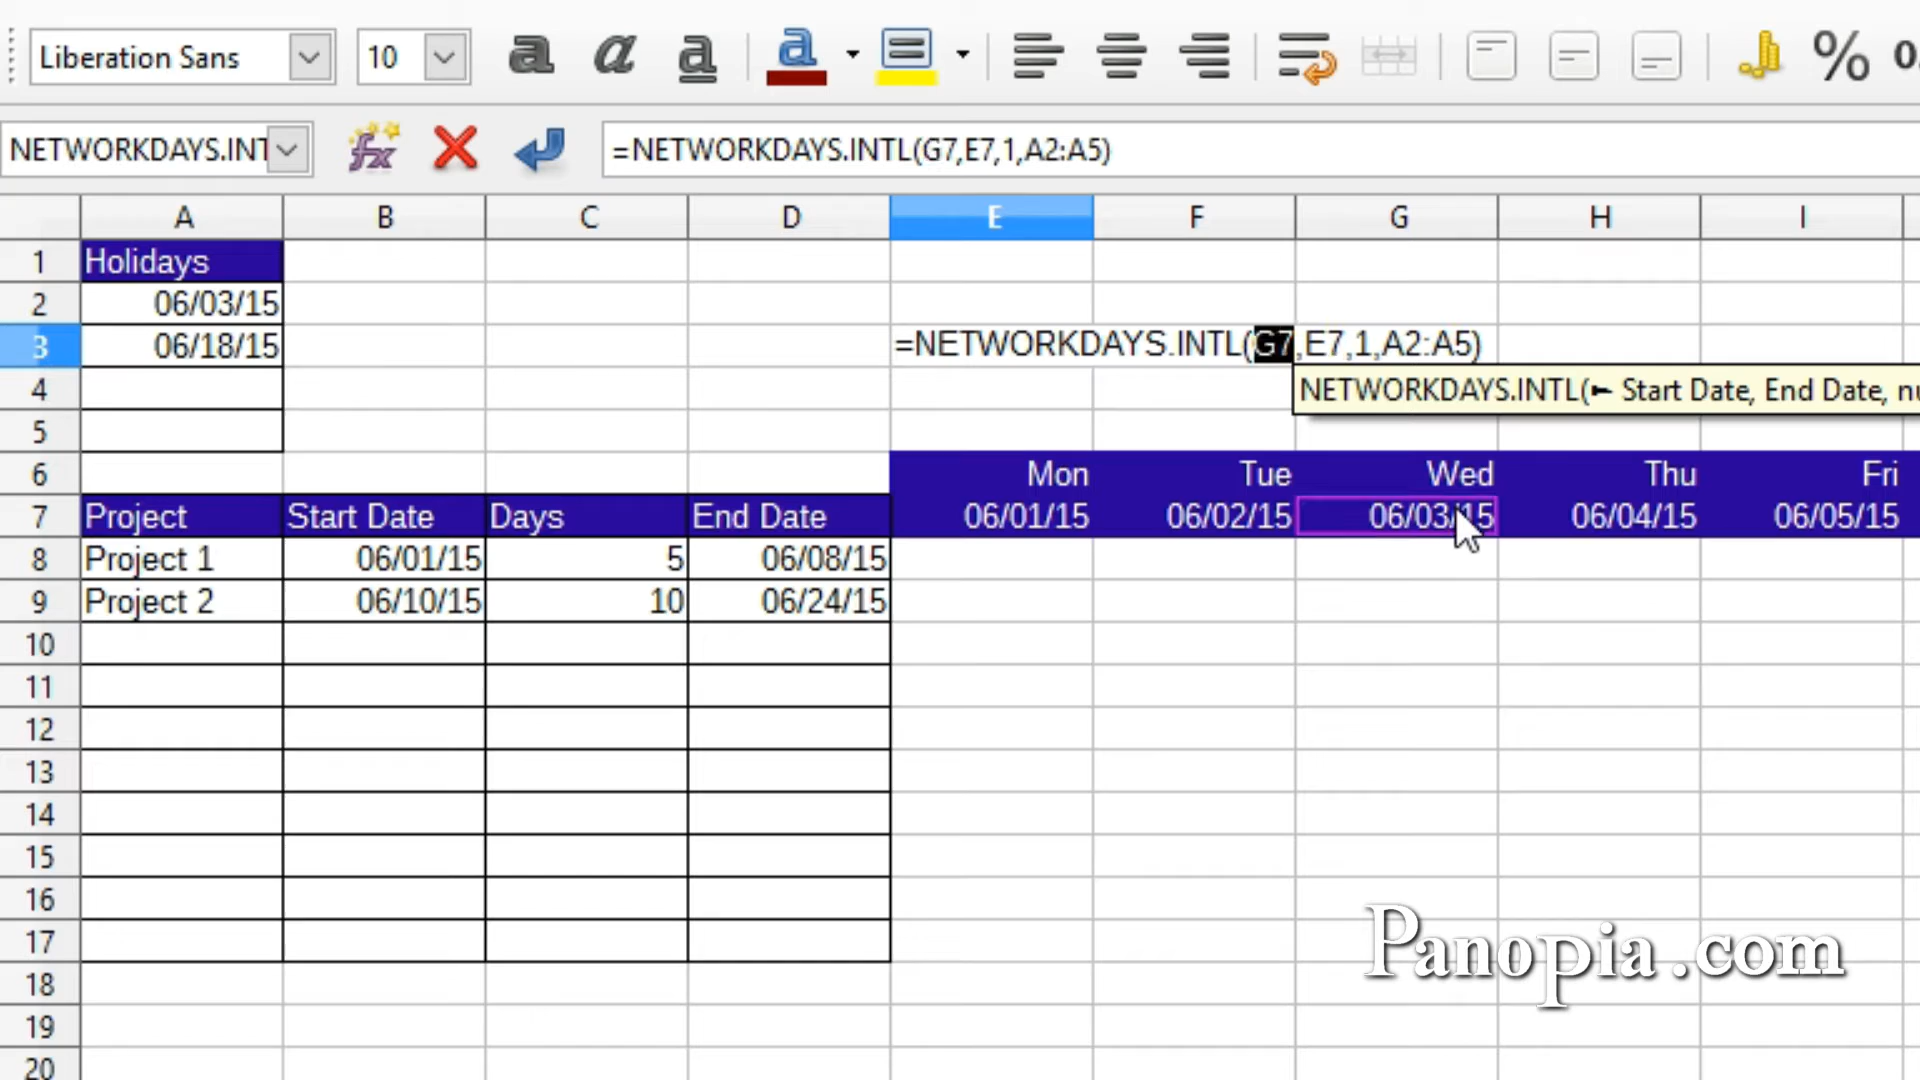 Liberation Sans 10 a a a a % 0.
NETWORKDAYS.INT fx =NETWORKDAYS.INTL(G7,E7,1,A2:A5)
A B C D E F G H I
1 Holidays
2 06/03/15
3 06/18/15 =NETWORKDAYS.INTL(G7,E7,1,A2:A5)
4 NETWORKDAYS.INTL(► Start Date, End Date, nu
5
6 Mon Tue Wed Thu Fri
7 Project Start Date Days End Date 06/01/15 06/02/15 06/03/15 06/04/15 06/05/15
8 Project 1 06/01/15 5 06/08/15
9 Project 2 06/10/15 10 06/24/15
10
11
12
13
14
15
16
17
Panopia.com
18
19
20